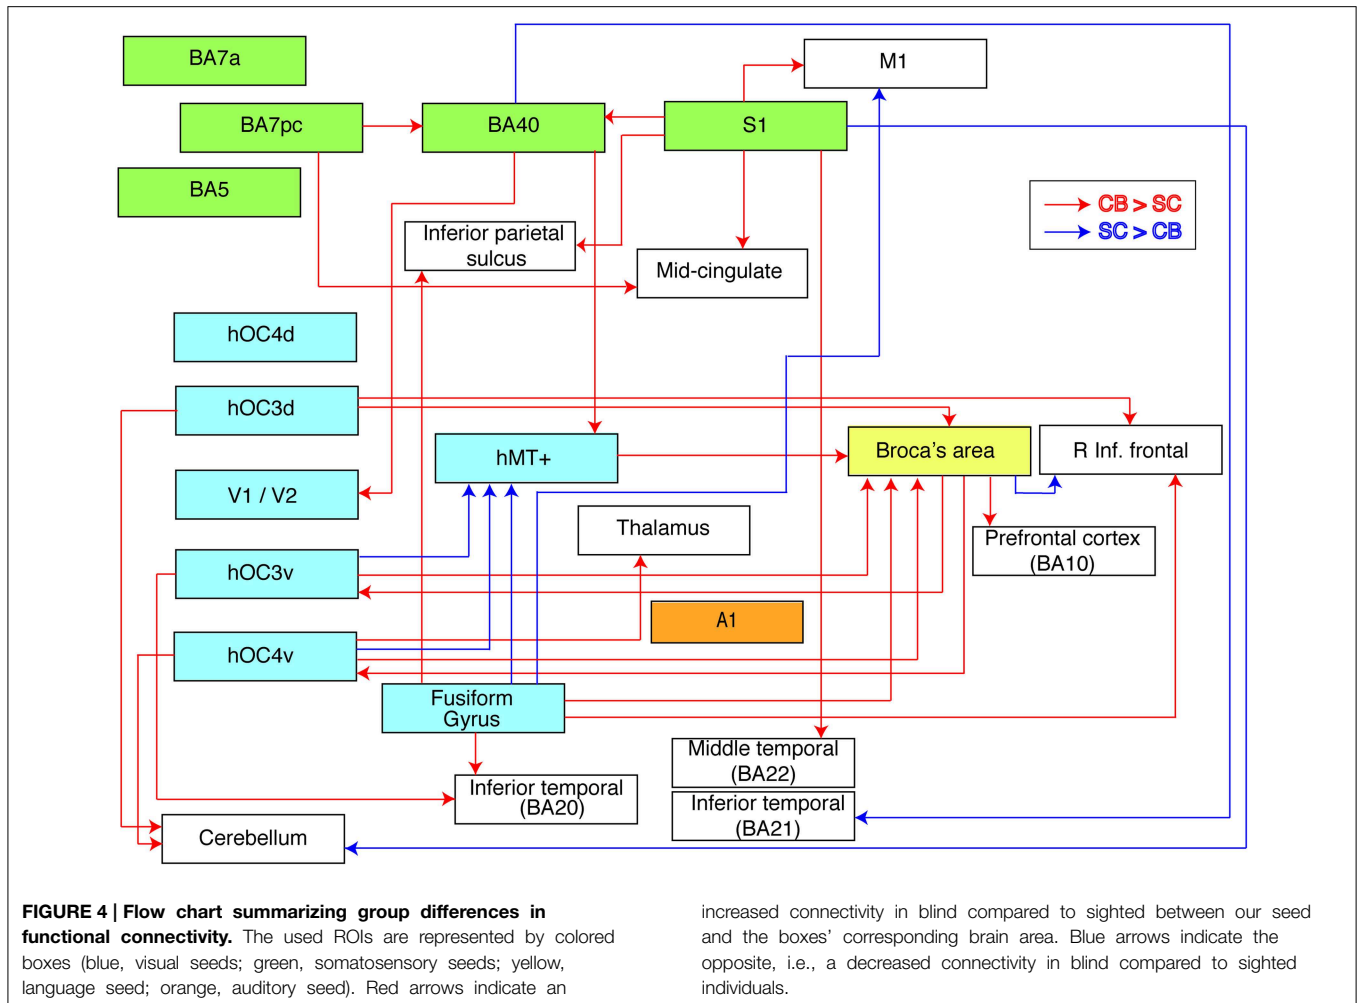 BA7a
M1
BA7pc
BA40
S1
BA5
CB > SC
SC > CB
Inferior parietal
sulcus
Mid-cingulate
hOC4d
hOC3d
hMT+
Broca's area
R Inf. frontal
V1 / V2
Thalamus
Prefrontal cortex
(BA10)
hOC3v
A1
hOC4v
Fusiform
Gyrus
Middle temporal
(BA22)
Inferior temporal
(BA20)
Inferior temporal
(BA21)
Cerebellum
FIGURE 4 | Flow chart summarizing group differences in
functional connectivity. The used ROIs are represented by colored
boxes (blue, visual seeds; green, somatosensory seeds; yellow,
language seed; orange, auditory seed). Red arrows indicate an
increased connectivity in blind compared to sighted between our seed
and the boxes' corresponding brain area. Blue arrows indicate the
opposite, i.e., a decreased connectivity in blind compared to sighted
individuals.